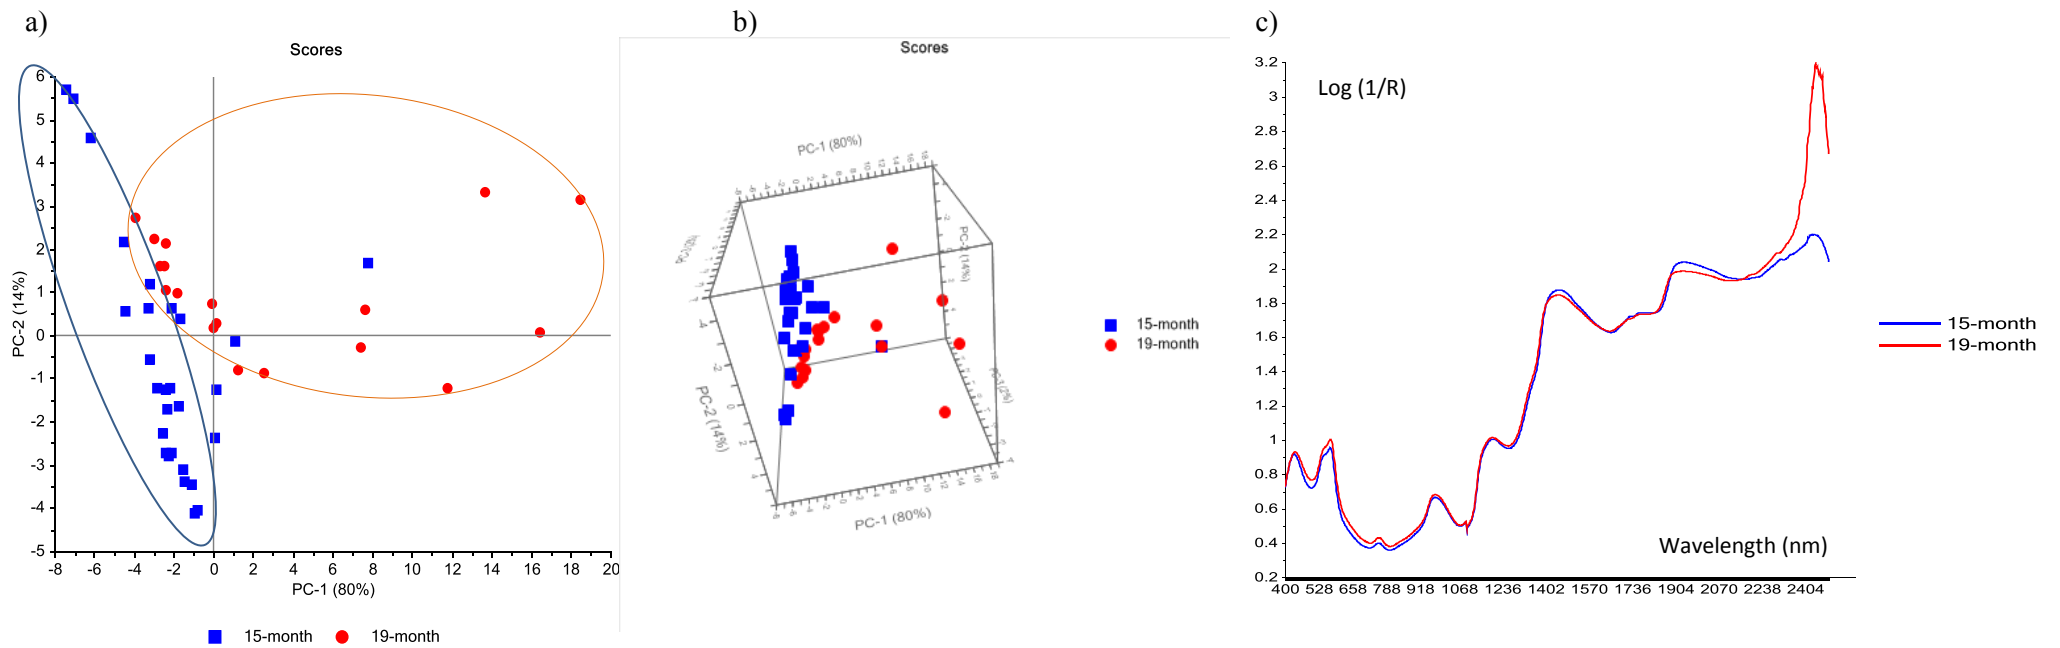 a)
b)
c)
Scores
6
5
4
3
2
1
0
-1
-2
-3
-4
-5
PC-2 (14%)
-8 -6 -4 -2 0 2 4 6 8 10 12 14 16 18 20
PC-1 (80%)
15-month 19-month
Scores
PC-1 (80%)
PC-2 (14%)
PC-2 (14%)
PC-1 (80%)
15-month
19-month
Log (1/R)
3.2
3
2.8
2.6
2.4
2.2
2
1.8
1.6
1.4
1.2
1
0.8
0.6
0.4
0.2
Wavelength (nm)
400 528 658 788 918 1068 1236 1402 1570 1736 1904 2070 2238 2404
15-month
19-month